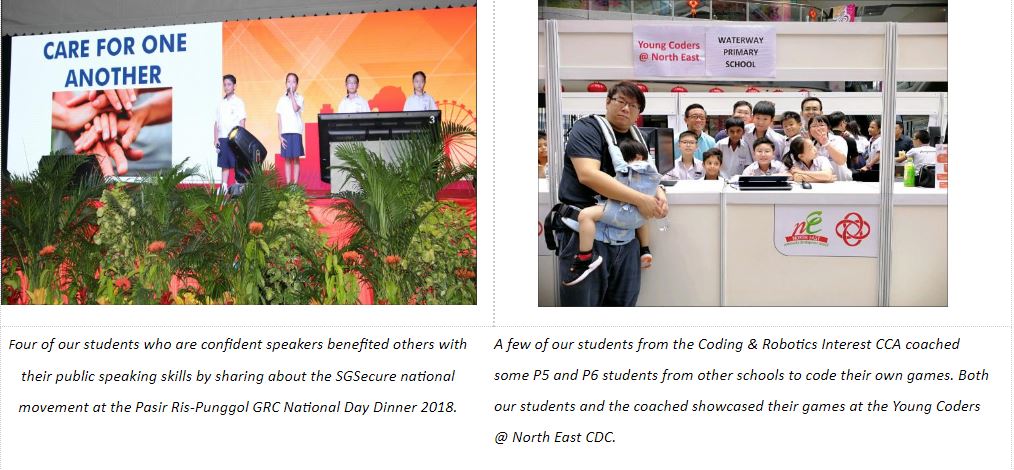 CARE FOR ONE
ANOTHER
3
Young Coders
@ North East
WATERWAY
PRIMARY
SCHOOL
NORTH EAST
Four of our students who are confident speakers benefited others with
their public speaking skills by sharing about the SGSecure national
movement at the Pasir Ris-Punggol GRC National Day Dinner 2018.
A few of our students from the Coding & Robotics Interest CCA coached
some P5 and P6 students from other schools to code their own games. Both
our students and the coached showcased their games at the Young Coders
@ North East CDC.